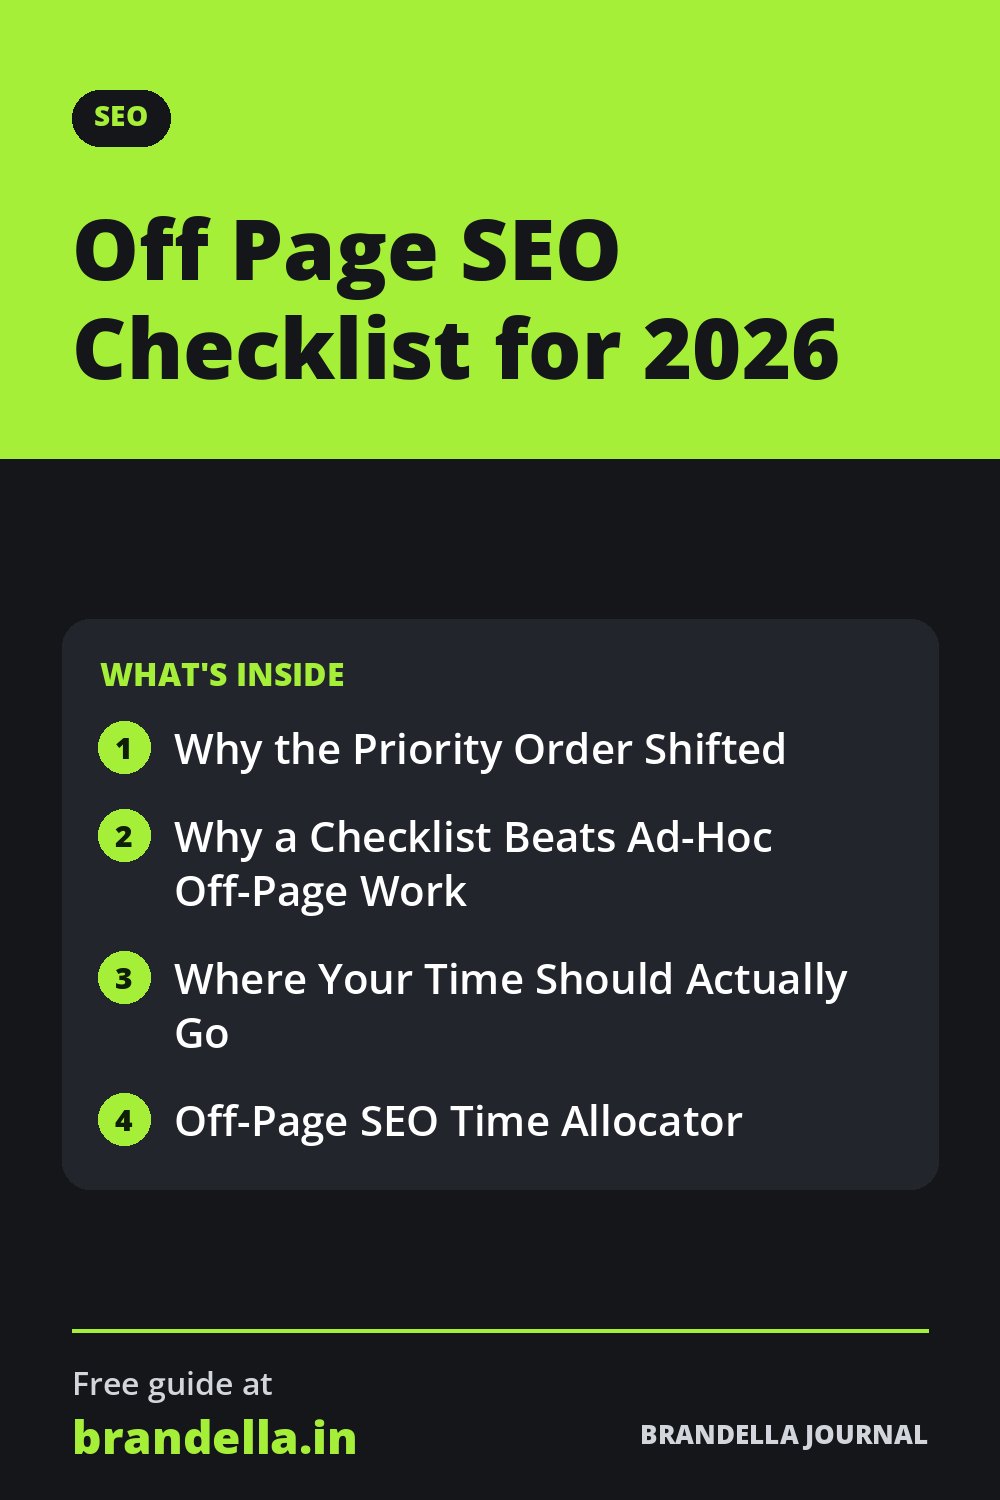 SEO
Off Page SEO
Checklist for 2026
WHAT'S INSIDE
1 Why the Priority Order Shifted
2 Why a Checklist Beats Ad-Hoc
Off-Page Work
3 Where Your Time Should Actually
Go
4 Off-Page SEO Time Allocator
Free guide at
brandella.in
BRANDELLA JOURNAL